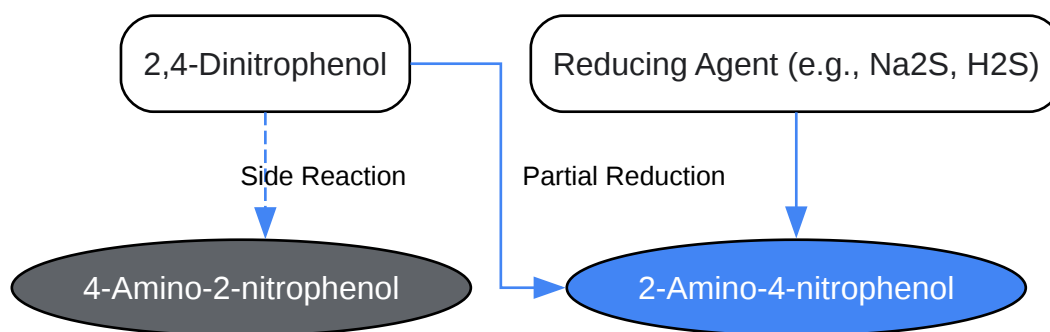 2,4-Dinitrophenol
Reducing Agent (e.g., Na2S, H2S)
Side Reaction
Partial Reduction
4-Amino-2-nitrophenol
2-Amino-4-nitrophenol